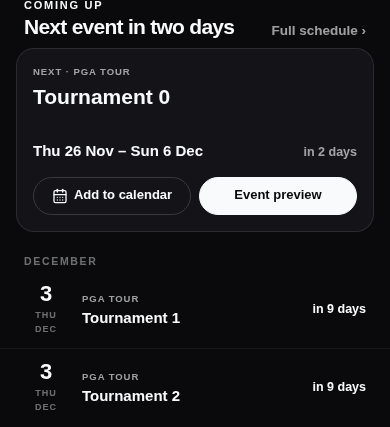 COMING UP
Next event in two days
Full schedule ›
NEXT · PGA TOUR
Tournament 0
Thu 26 Nov – Sun 6 Dec
in 2 days
Add to calendar
Event preview
DECEMBER
3
THU
DEC
PGA TOUR
Tournament 1
in 9 days
3
THU
DEC
PGA TOUR
Tournament 2
in 9 days